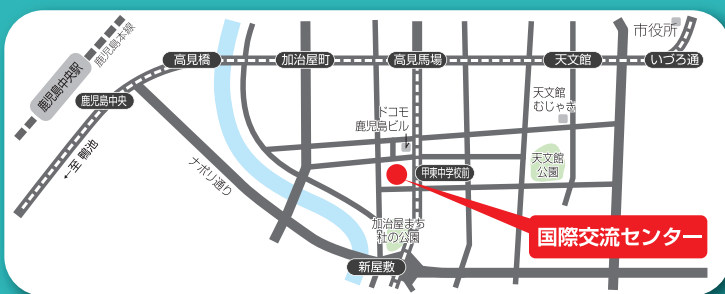 市役所
鹿児島本線
鹿児島中央駅
高見橋
加治屋町
高見馬場
天文館
いづろ通
鹿児島中央
天文館
むじゃき
ドコモ
鹿児島ビル
←至 鴨池
ナポリ通り
甲東中学校前
天文館
公園
加治屋まち
杜の公園
国際交流センター
新屋敷